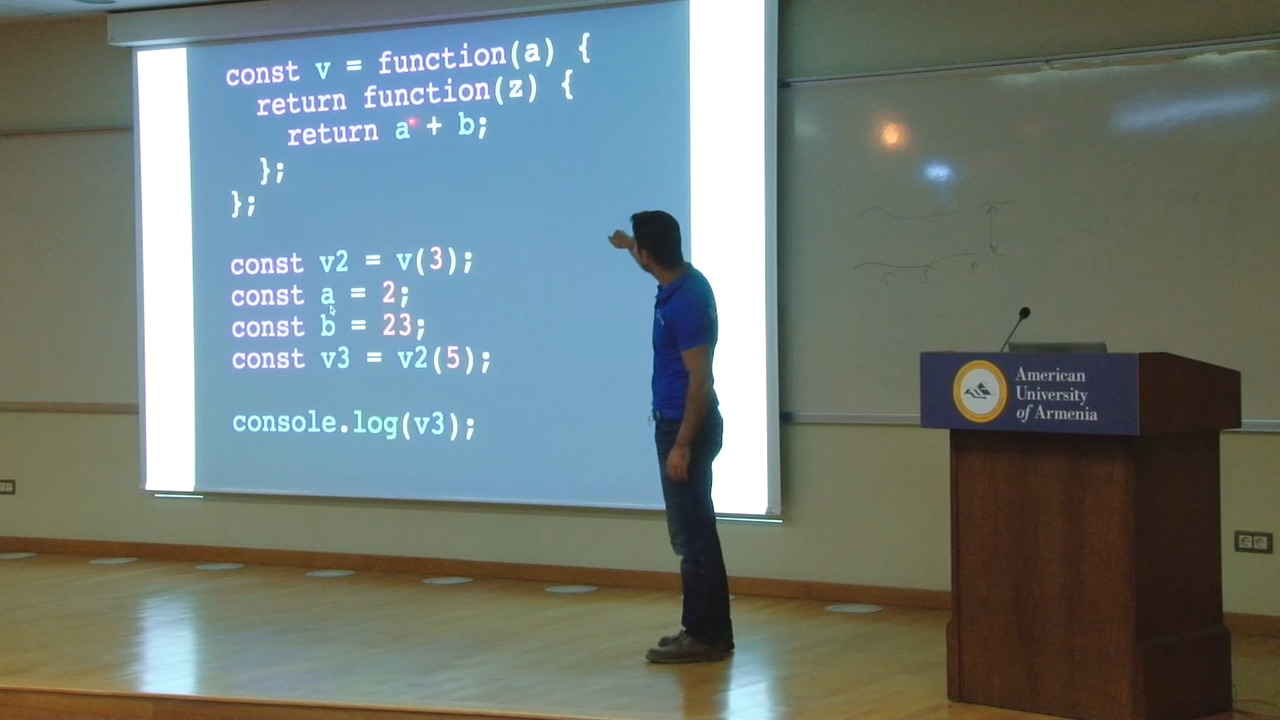 const v = function(a) {
return function(z) {
return a + b;
};
};
const v2 = v(3);
const a = 2;
const b = 23;
const v3 = v2(5);
console.log(v3);
American
University
of Armenia